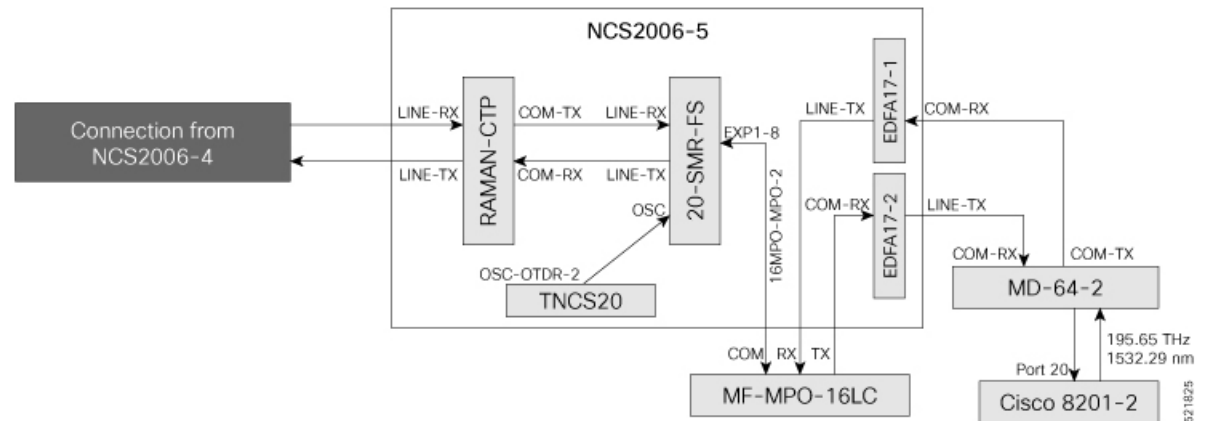 NCS2006-5
Connection from
NCS2006-4
LINE-RX
LINE-TX
RAMAN-CTP
COM-TX
COM-RX
LINE-RX
LINE-TX
20-SMR-FS
EXP1-8
OSC
OSC-OTDR-2
TNCS20
16MPO-MPO-2
LINE-TX
EDFA17-1
COM-RX
COM-RX
EDFA17-2
LINE-TX
COM-RX
COM-TX
MD-64-2
195.65 THz
1532.29 nm
Port 20
Cisco 8201-2
COM
RX
TX
MF-MPO-16LC
521825